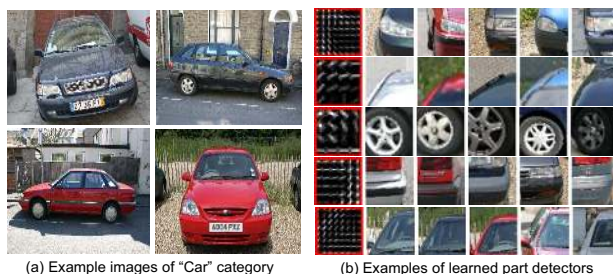 (a) Example images of "Car" category
(b) Examples of learned part detectors